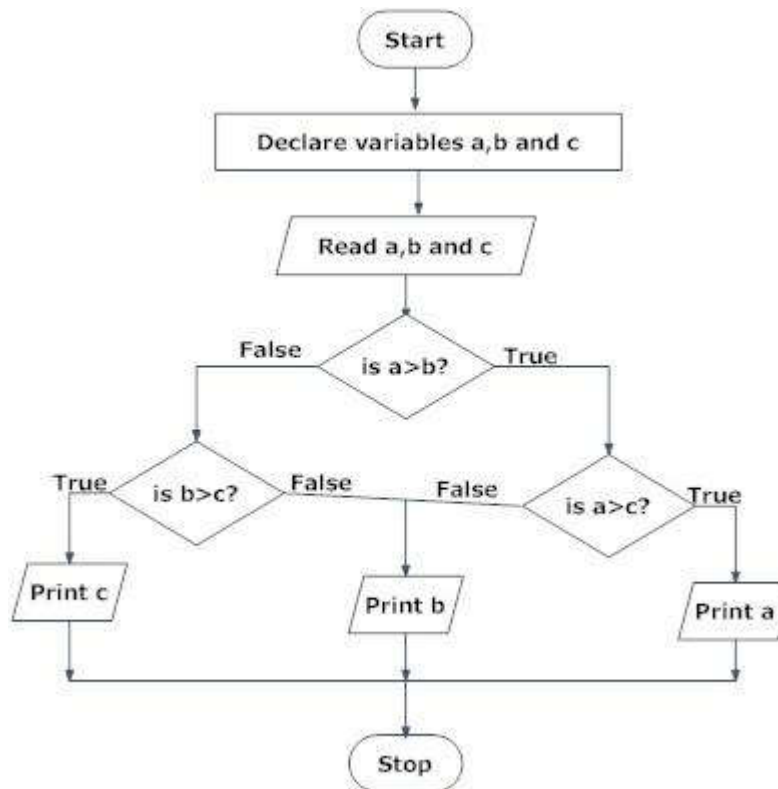 Start
Declare variables a,b and c
Read a,b and c
False
True
is a>b?
True
False
False
True
is b>c?
is a>c?
Print c
Print b
Print a
Stop